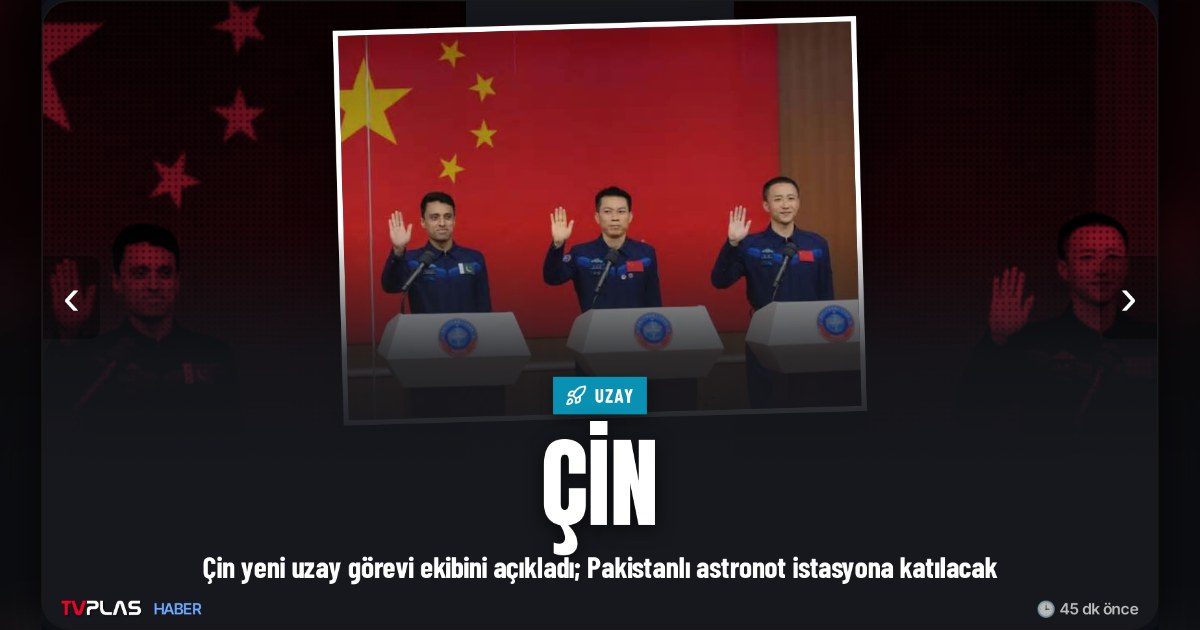 UZAY
ÇİN
Çin yeni uzay görevi ekibini açıkladı; Pakistanlı astronot istasyona katılacak
TVPLAS HABER
45 dk önce